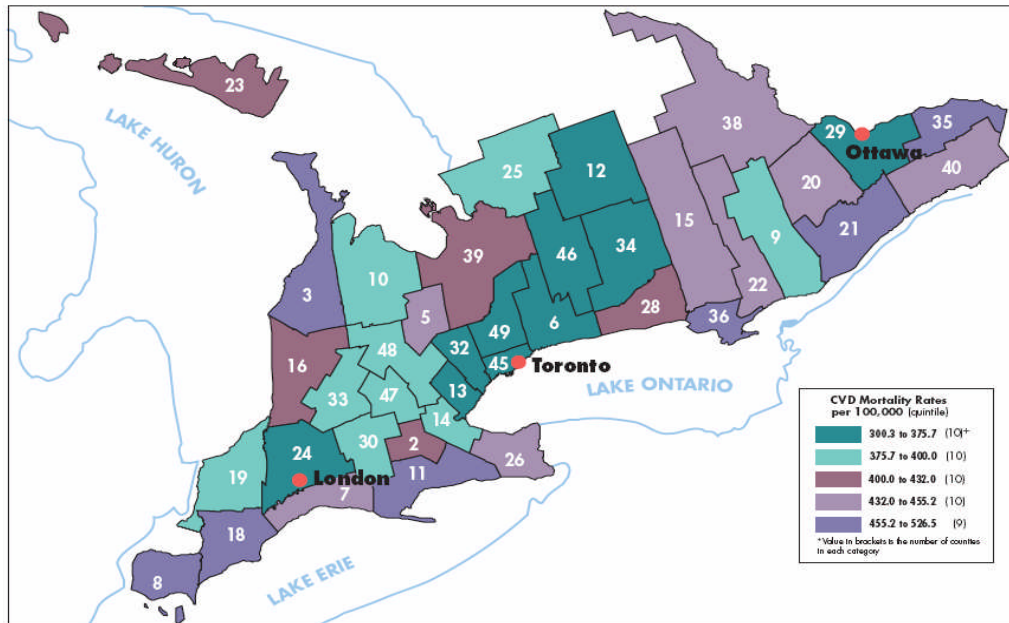 23
LAKE HURON
38
29
Ottawa
35
40
25
12
20
15
9
21
10
39
46
34
22
3
5
28
36
6
49
16
48
32
45
Toronto
LAKE ONTARIO
13
33
47
14
30
2
24
London
19
11
26
7
18
8
LAKE ERIE
CVD Mortality Rates
per 100,000 (quintile)
300.3 to 375.7 (10)+
375.7 to 400.0 (10)
400.0 to 432.0 (10)
432.0 to 455.2 (10)
455.2 to 526.5 (9)
+Value in brackets is the number of counties
in each category